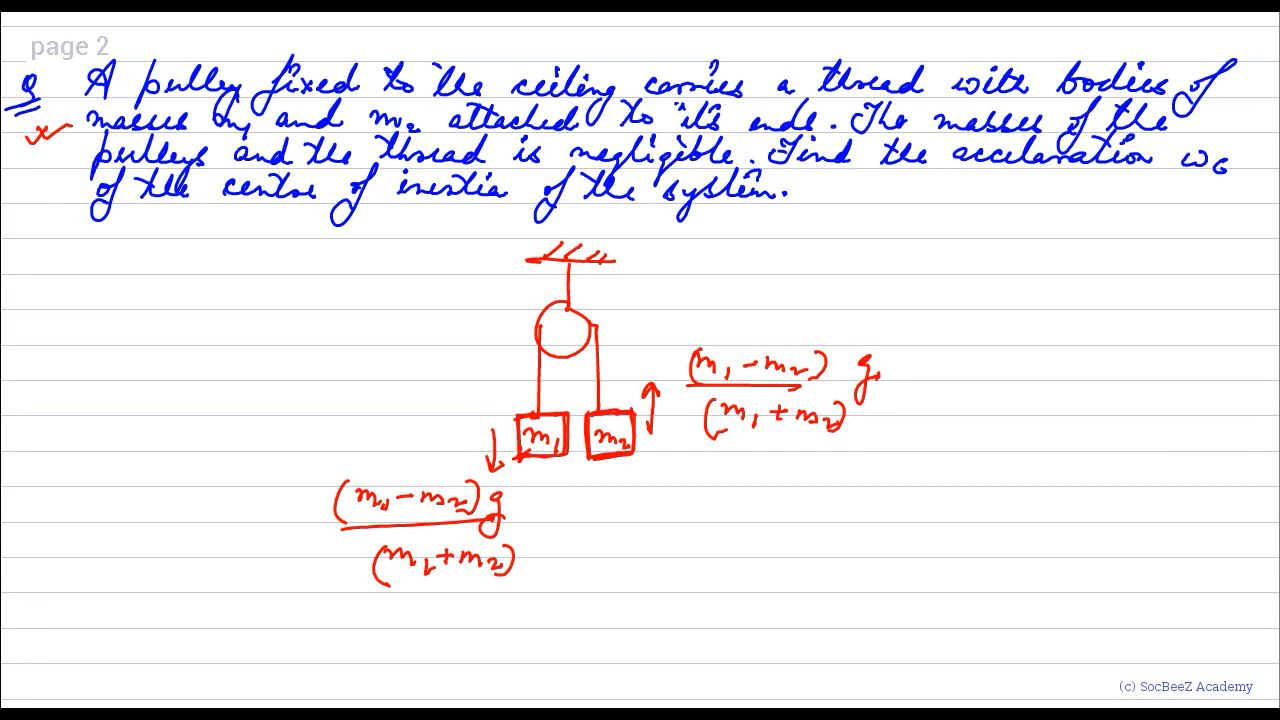 page 2
Q A pulley fixed to the ceiling carries a thread with bodies of
masses m₁ and m₂ attached to it's ends. The masses of the
pulleys and the thread is negligible. Find the accelaration w₆
of the centre of inertia of the system.
(m₁ - m₂) g
(m₁ + m₂)
m₁ m₂
(m₁ - m₂) g
(m₁ + m₂)
(c) SocBeeZ Academy